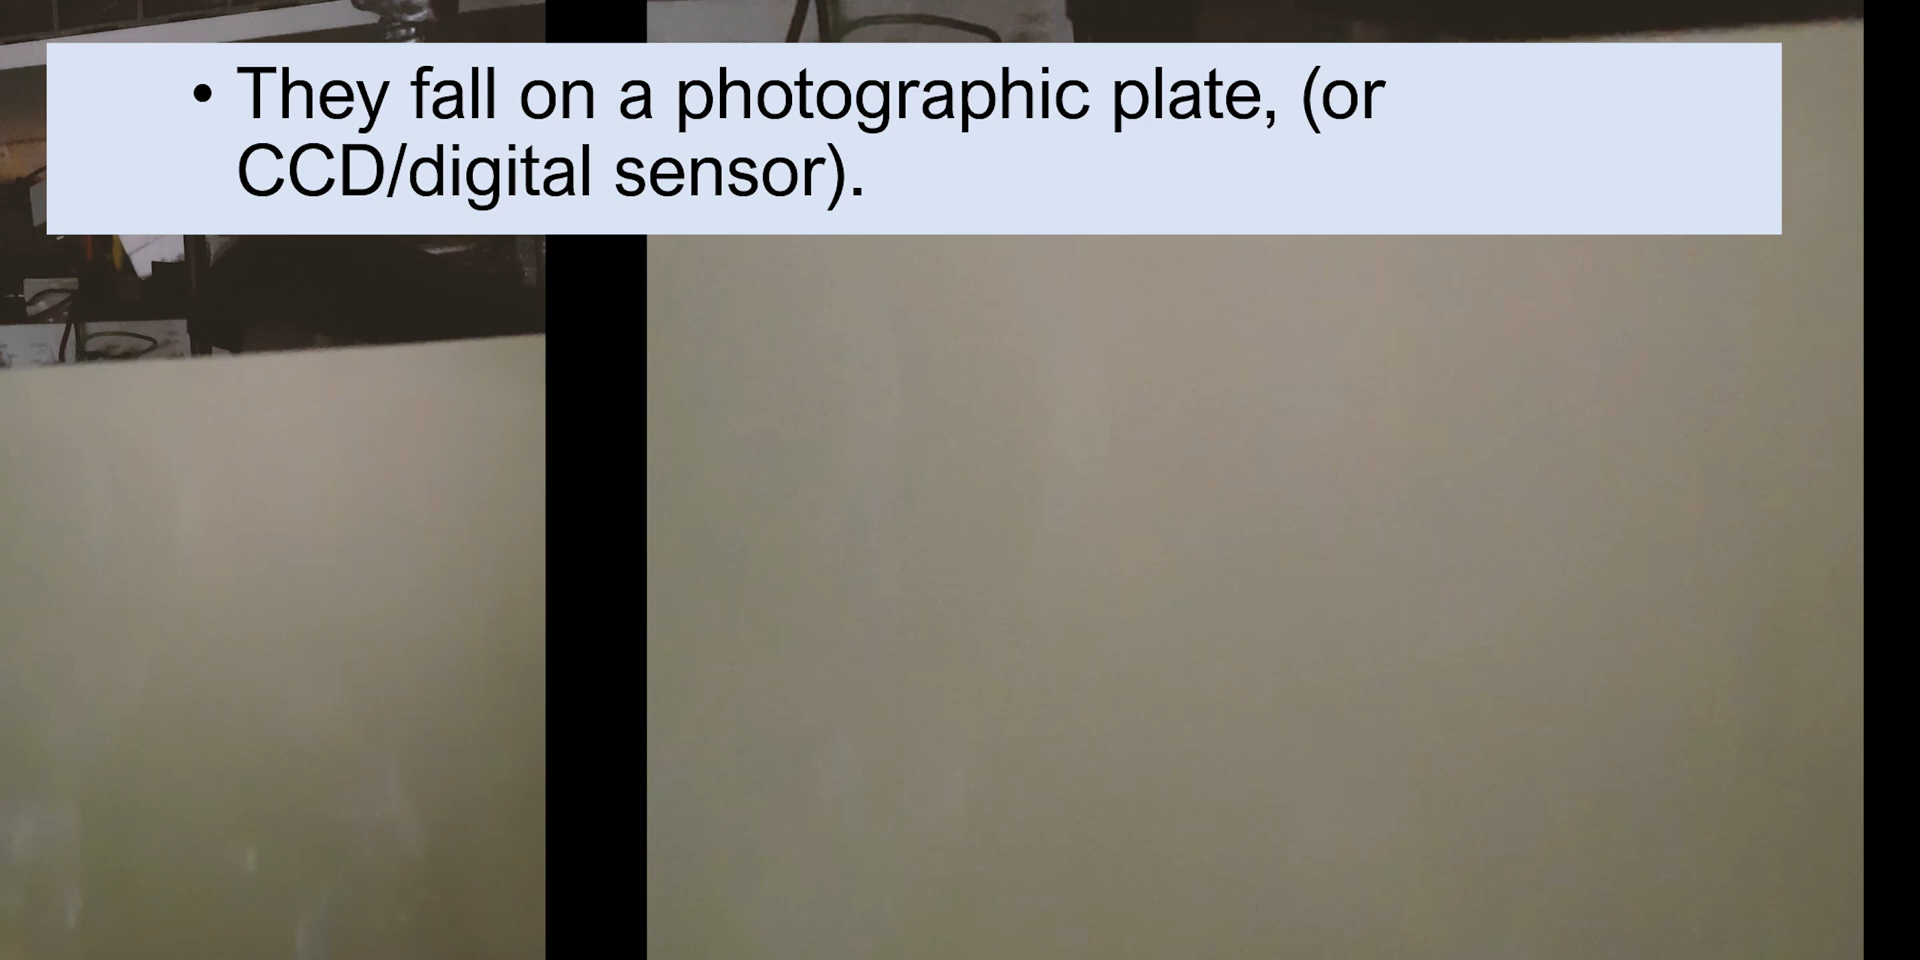 • They fall on a photographic plate, (or
CCD/digital sensor).